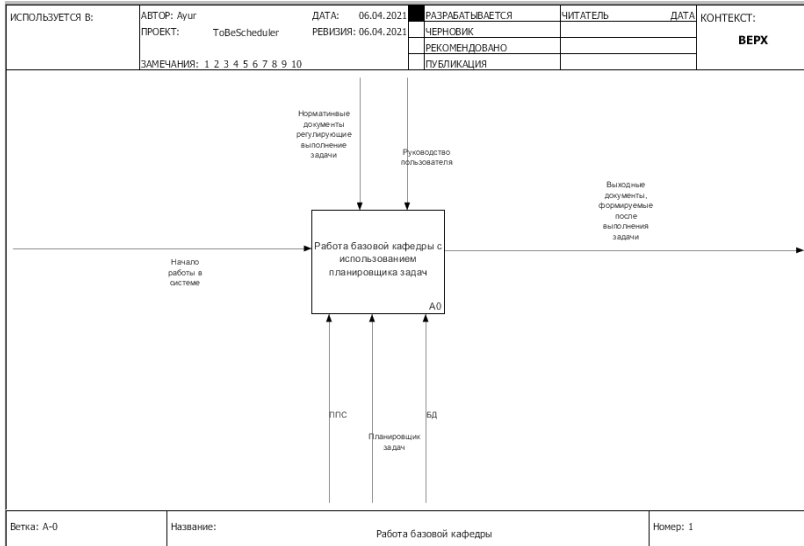 ИСПОЛЬЗУЕТСЯ В:
АВТОР: Ayur
ДАТА: 06.04.2021
ПРОЕКТ: ToBeScheduler
РЕВИЗИЯ: 06.04.2021
ЗАМЕЧАНИЯ: 1 2 3 4 5 6 7 8 9 10
РАЗРАБАТЫВАЕТСЯ
ЧЕРНОВИК
РЕКОМЕНДОВАНО
ПУБЛИКАЦИЯ
ЧИТАТЕЛЬ
ДАТА
КОНТЕКСТ:
ВЕРХ
Норматинвые
документы
регулирующие
выполнение
задачи
Руководство
пользователя
Выходные
документы,
формируемые
после
выполнения
задачи
Начало
работы в
системе
Работа базовой кафедры с
использованием
планировщика задач
A0
ППС
Планировщик
задач
БД
Ветка: A-0
Название:
Работа базовой кафедры
Номер: 1